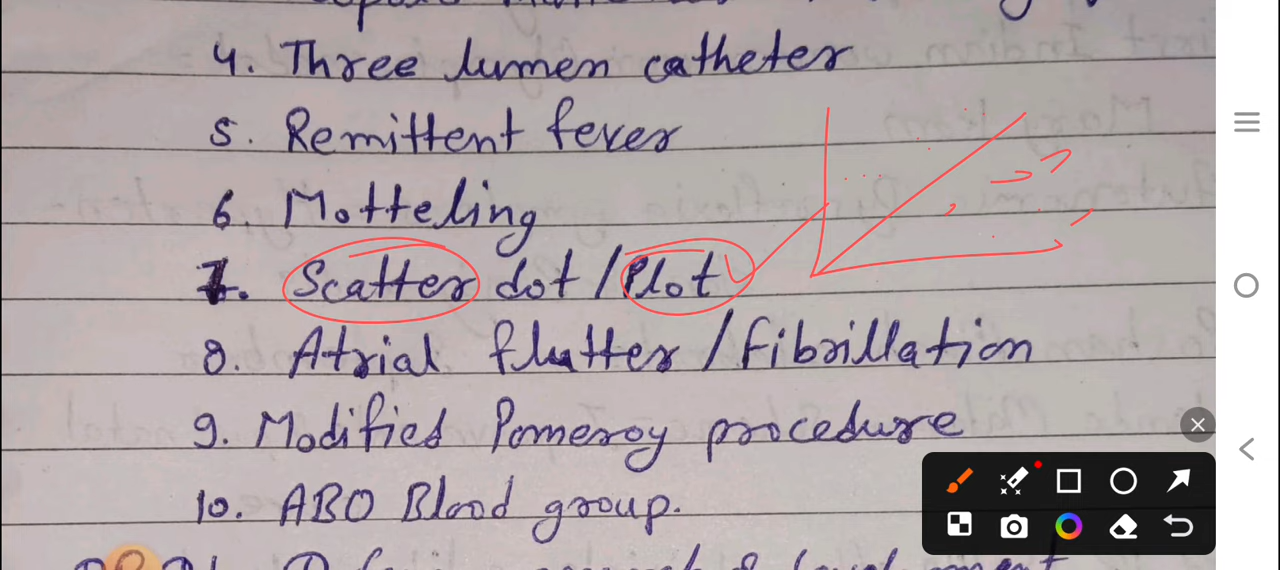 4. Three lumen catheter
5. Remittent fever
6. Motteling
7. Scatter dot / Plot
8. Atrial flutter / Fibrillation
9. Modified Pomeroy procedure
10. ABO Blood group.